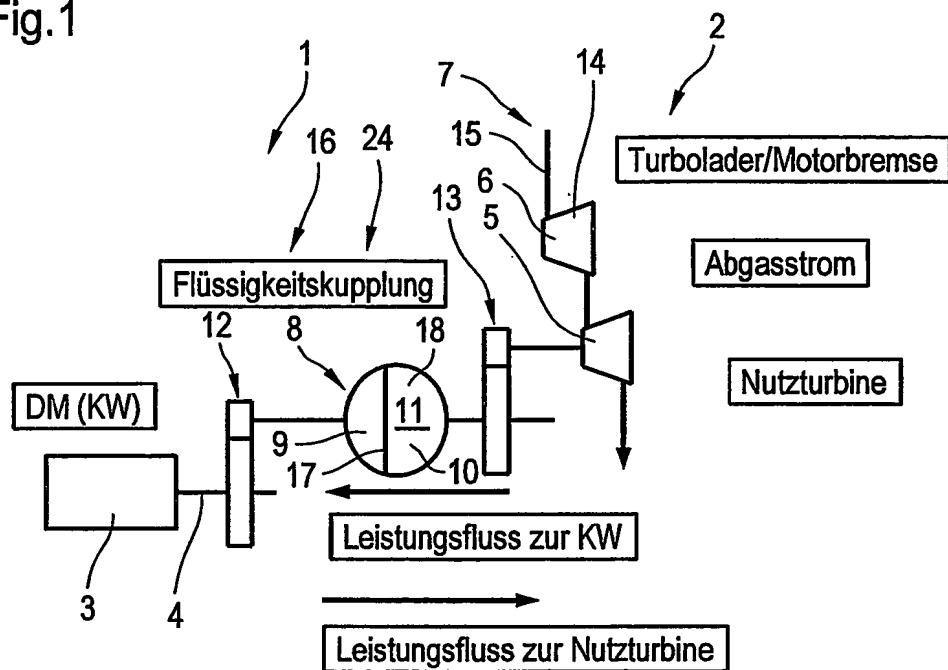 Fig.1
1
2
7
14
16
24
15
Turbolader/Motorbremse
6
13
5
Abgasstrom
Flüssigkeitskupplung
12
8
18
Nutzturbine
DM (KW)
11
9
17
10
Leistungsfluss zur KW
3
4
Leistungsfluss zur Nutzturbine